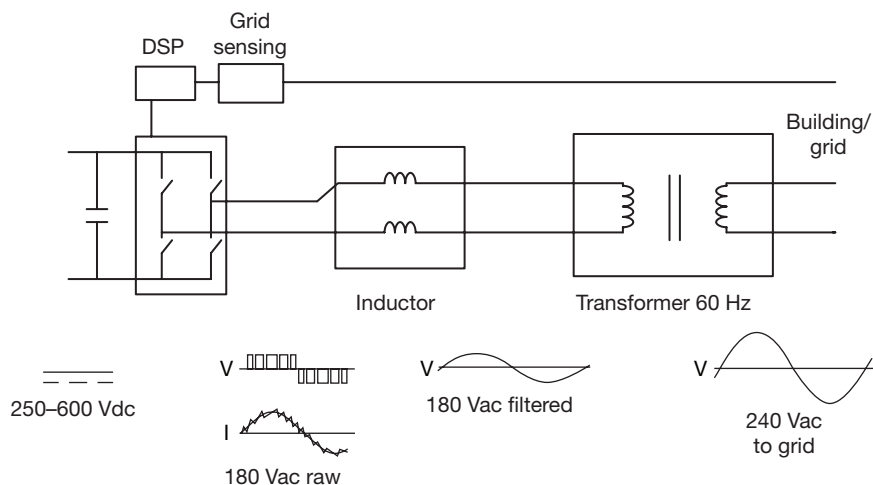 Grid
sensing
DSP
Building/
grid
Inductor
Transformer 60 Hz
V
I
180 Vac raw
250–600 Vdc
V
180 Vac filtered
V
240 Vac
to grid